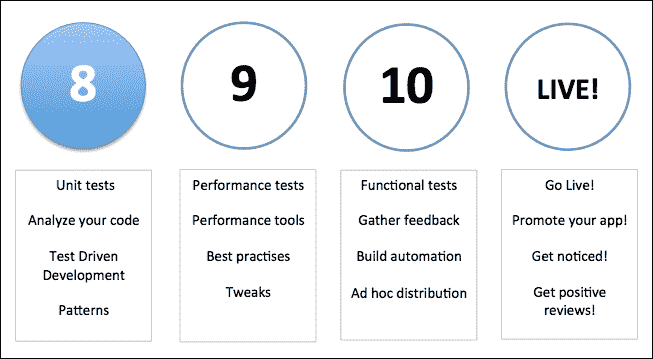 8
9
10
LIVE!
Unit tests
Analyze your code
Test Driven
Development
Patterns
Performance tests
Performance tools
Best practises
Tweaks
Functional tests
Gather feedback
Build automation
Ad hoc distribution
Go Live!
Promote your app!
Get noticed!
Get positive
reviews!